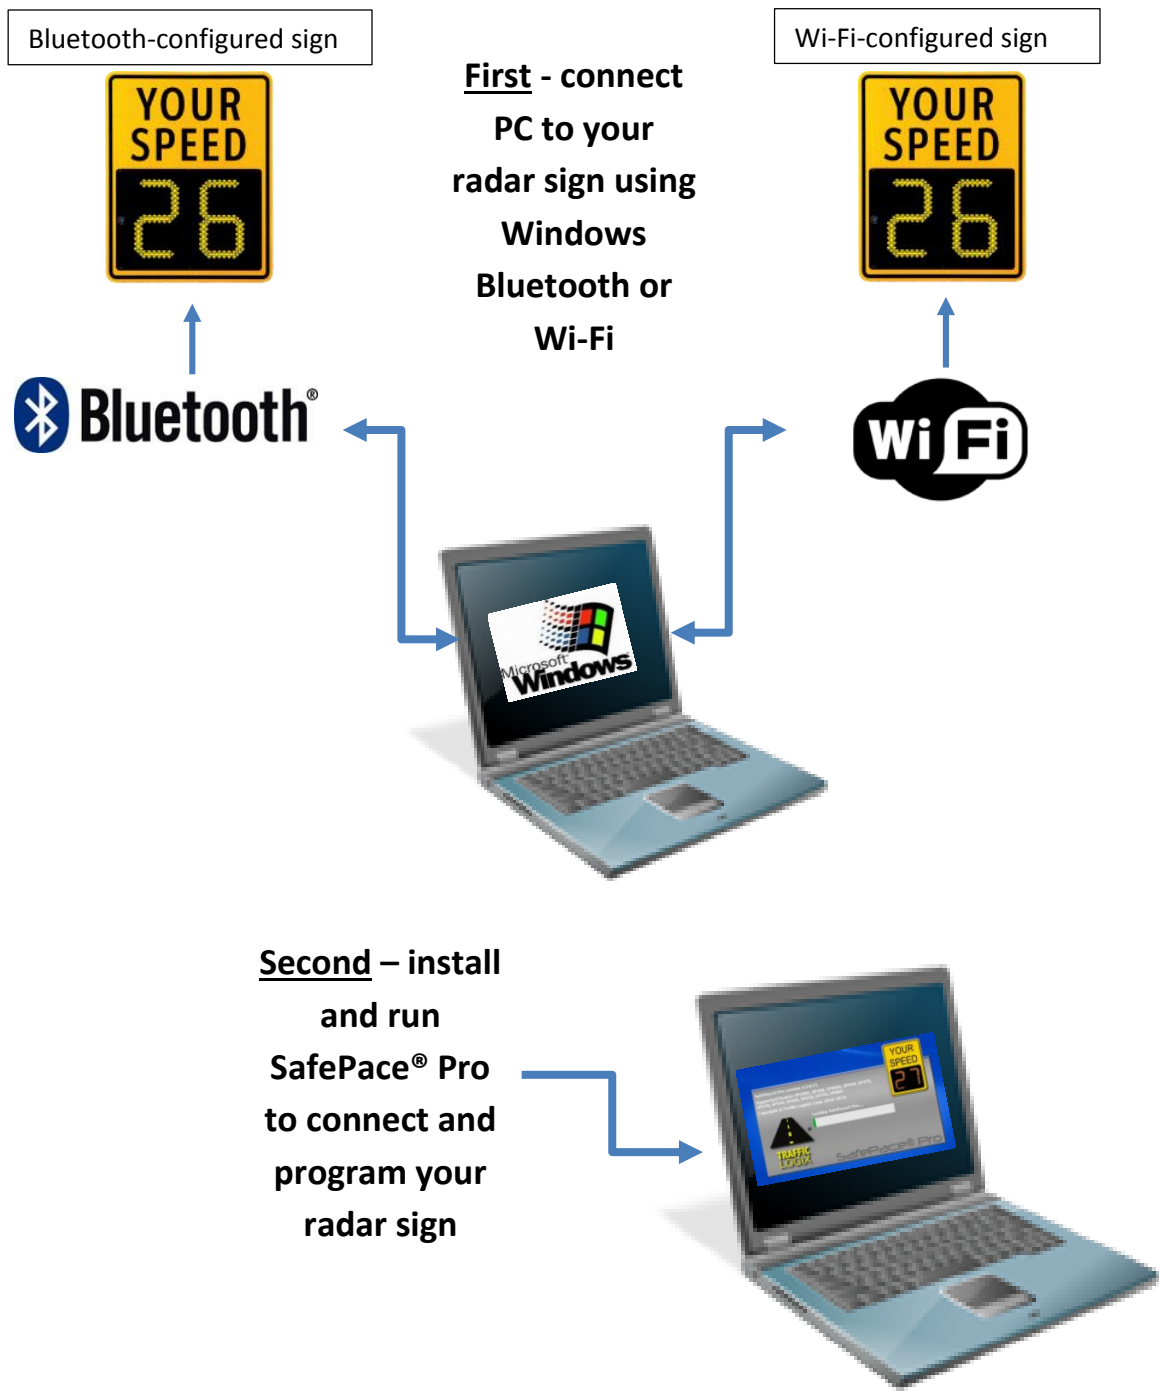 Bluetooth-configured sign
Wi-Fi-configured sign
YOUR
SPEED
26
First - connect
PC to your
radar sign using
Windows
Bluetooth or
Wi-Fi
YOUR
SPEED
26
Bluetooth®
Wi Fi
Microsoft
Windows
Second – install
and run
SafePace® Pro
to connect and
program your
radar sign
YOUR
SPEED
27
TRAFFIC
LOGIX
SafePace® Pro